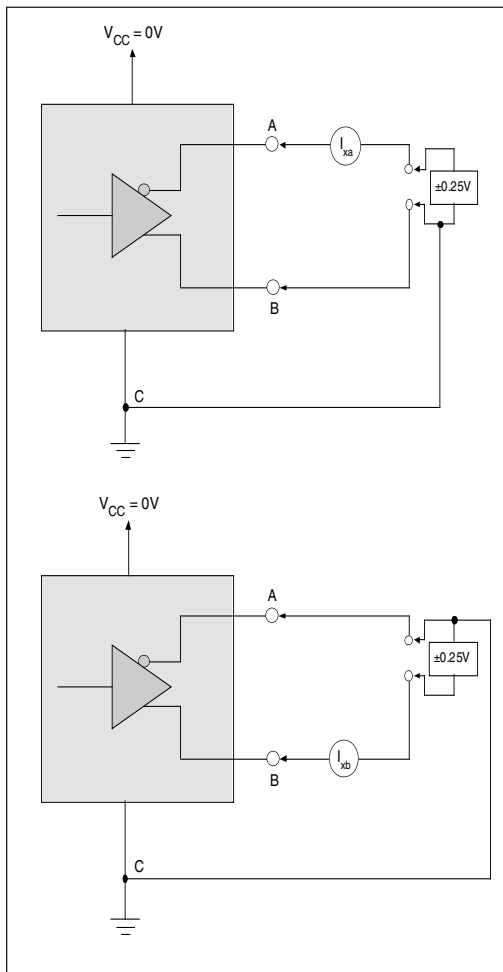 V_CC = 0V
A
I_xa
±0.25V
B
C
V_CC = 0V
A
±0.25V
I_xb
B
C